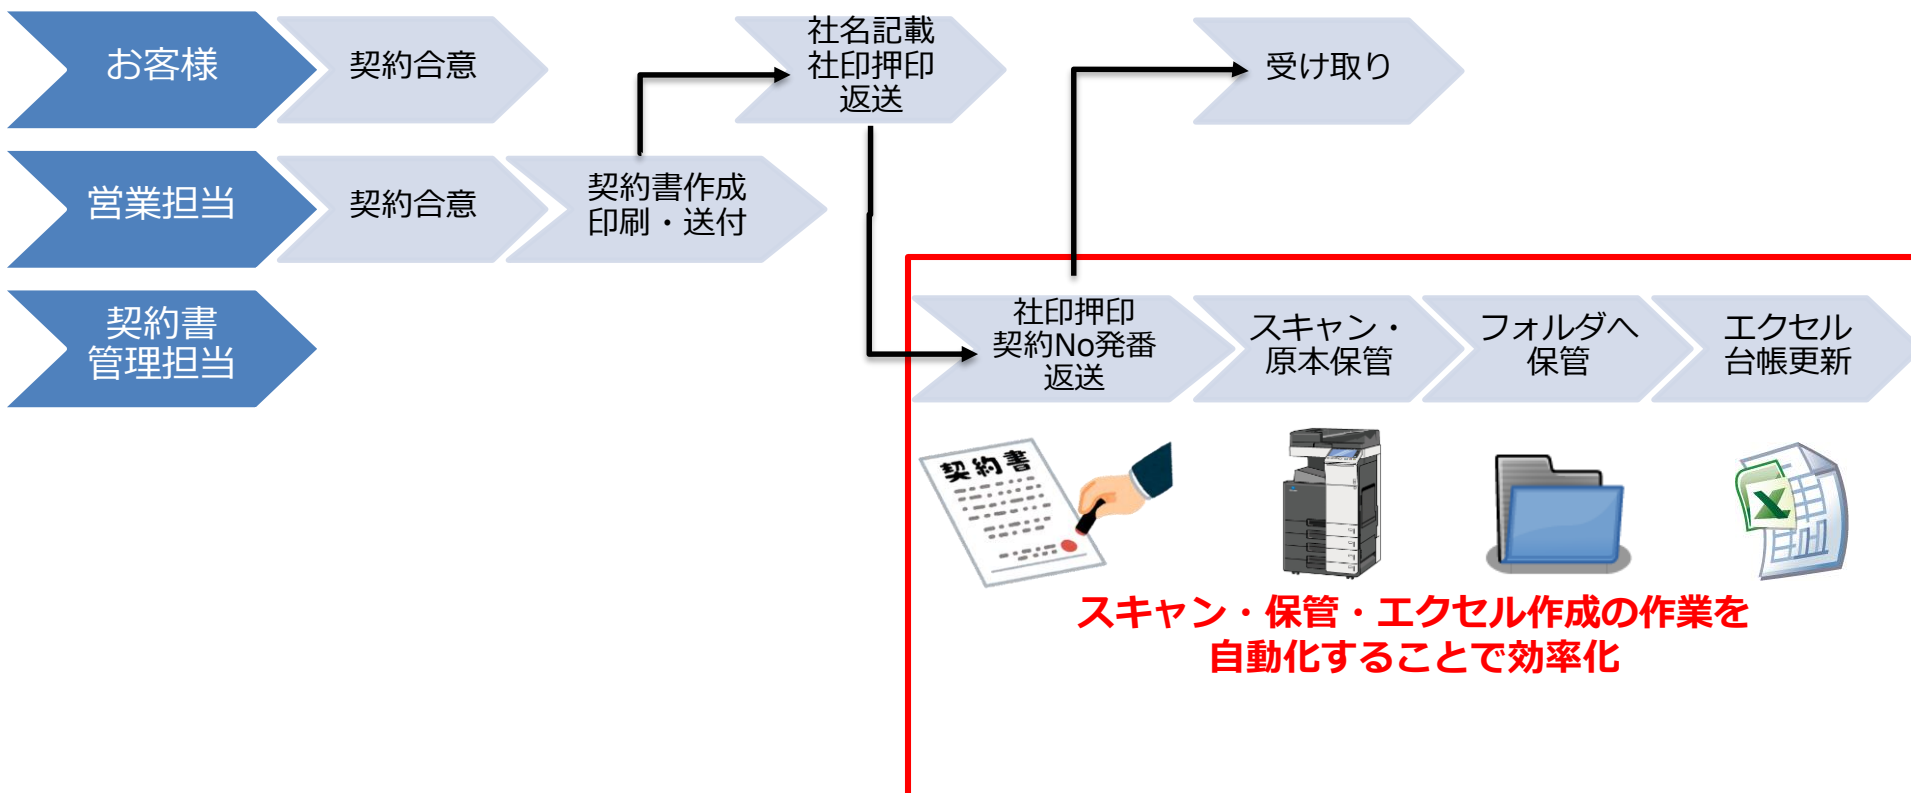 お客様
契約合意
社名記載
社印押印
返送
受け取り
営業担当
契約合意
契約書作成
印刷・送付
契約書
管理担当
社印押印
契約No発番
返送
スキャン・
原本保管
フォルダへ
保管
エクセル
台帳更新
契約書
スキャン・保管・エクセル作成の作業を
自動化することで効率化